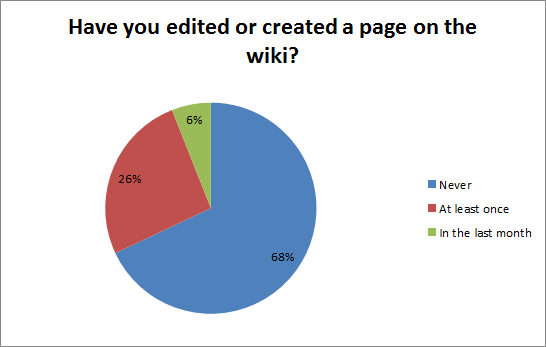 Have you edited or created a page on the
wiki?
6%
26%
68%
Never
At least once
In the last month